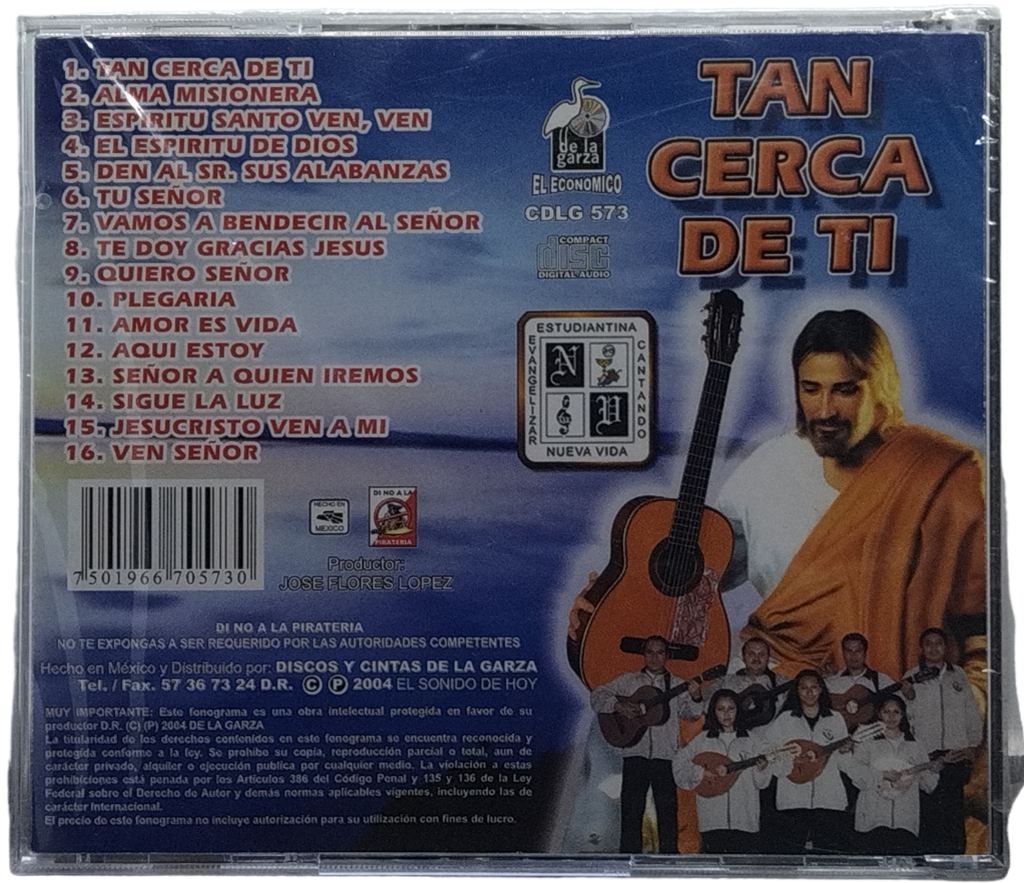 1. TAN CERCA DE TI
2. ALMA MISIONERA
3. ESPIRITU SANTO VEN, VEN
4. EL ESPIRITU DE DIOS
5. DEN AL SR. SUS ALABANZAS
6. TU SEÑOR
7. VAMOS A BENDECIR AL SEÑOR
8. TE DOY GRACIAS JESUS
9. QUIERO SEÑOR
10. PLEGARIA
11. AMOR ES VIDA
12. AQUI ESTOY
13. SEÑOR A QUIEN IREMOS
14. SIGUE LA LUZ
15. JESUCRISTO VEN A MI
16. VEN SEÑOR
de la
garza
EL ECONOMICO
CDLG 573
COMPACT
disc
DIGITAL AUDIO
TAN
CERCA
DE TI
ESTUDIANTINA
EVANGELIZAR
CANTANDO
N
V
NUEVA VIDA
7 501966 705730
HECHO EN
MEXICO
DI NO A LA
PIRATERIA
Productor:
JOSE FLORES LOPEZ
DI NO A LA PIRATERIA
NO TE EXPONGAS A SER REQUERIDO POR LAS AUTORIDADES COMPETENTES
Hecho en México y Distribuido por: DISCOS Y CINTAS DE LA GARZA
Tel. / Fax. 57 36 73 24 D.R. Ⓒ Ⓟ 2004 EL SONIDO DE HOY
MUY IMPORTANTE: Este fonograma es una obra intelectual protegida en favor de su
productor D.R. (C) (P) 2004 DE LA GARZA
La titularidad de los derechos contenidos en este fonograma se encuentra reconocida y
protegida conforme a la ley. Se prohibe su copia, reproducción parcial o total, aun de
carácter privado, alquiler o ejecución publica por cualquier medio. La violación a estas
prohibiciones está penada por los Artículos 386 del Código Penal y 135 y 136 de la Ley
Federal sobre el Derecho de Autor y demás normas aplicables vigentes, incluyendo las de
carácter Internacional.
El precio de este fonograma no incluye autorización para su utilización con fines de lucro.